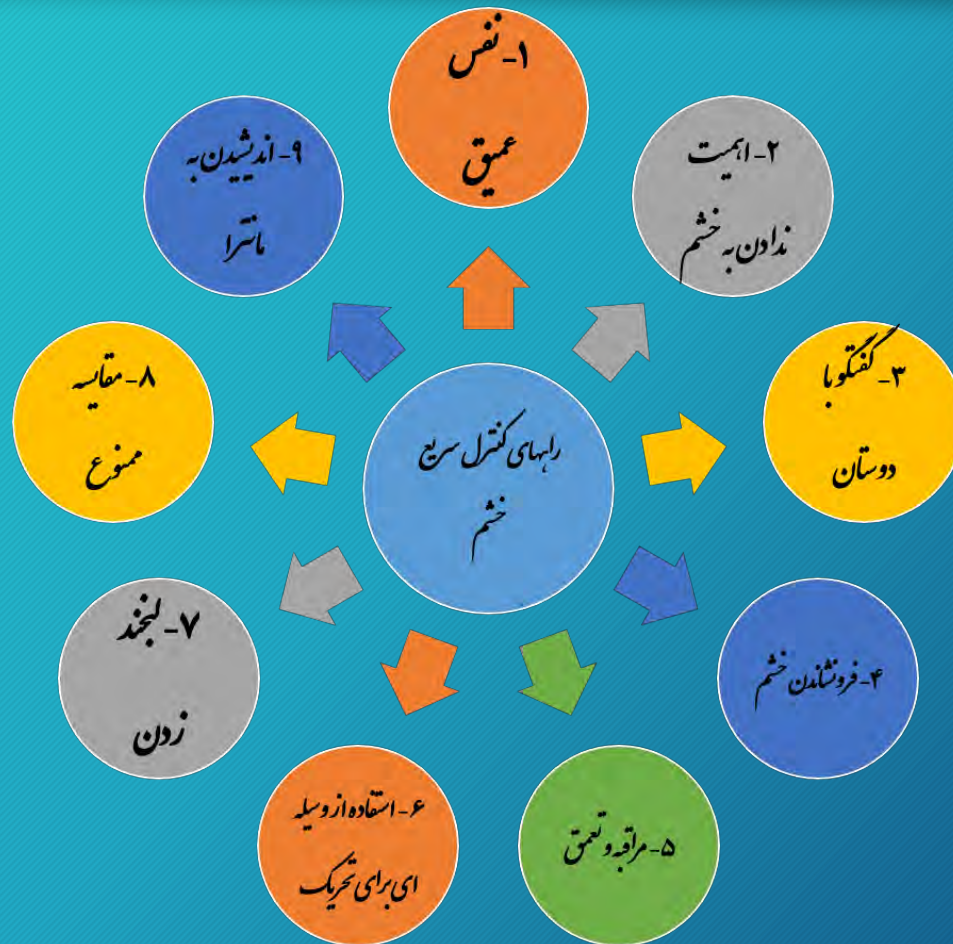 راههای کنترل سریع
خشم
۱- نفس
عمیق
۲- اهمیت
ندادن به خشم
۳- گفتگو با
دوستان
۴- فرونشاندن خشم
۵- مراقبه و تعمق
۶- استفاده از وسیله
ای برای تحریک
۷- لبخند
زدن
۸- مقایسه
ممنوع
۹- اندیشیدن به
مانترا